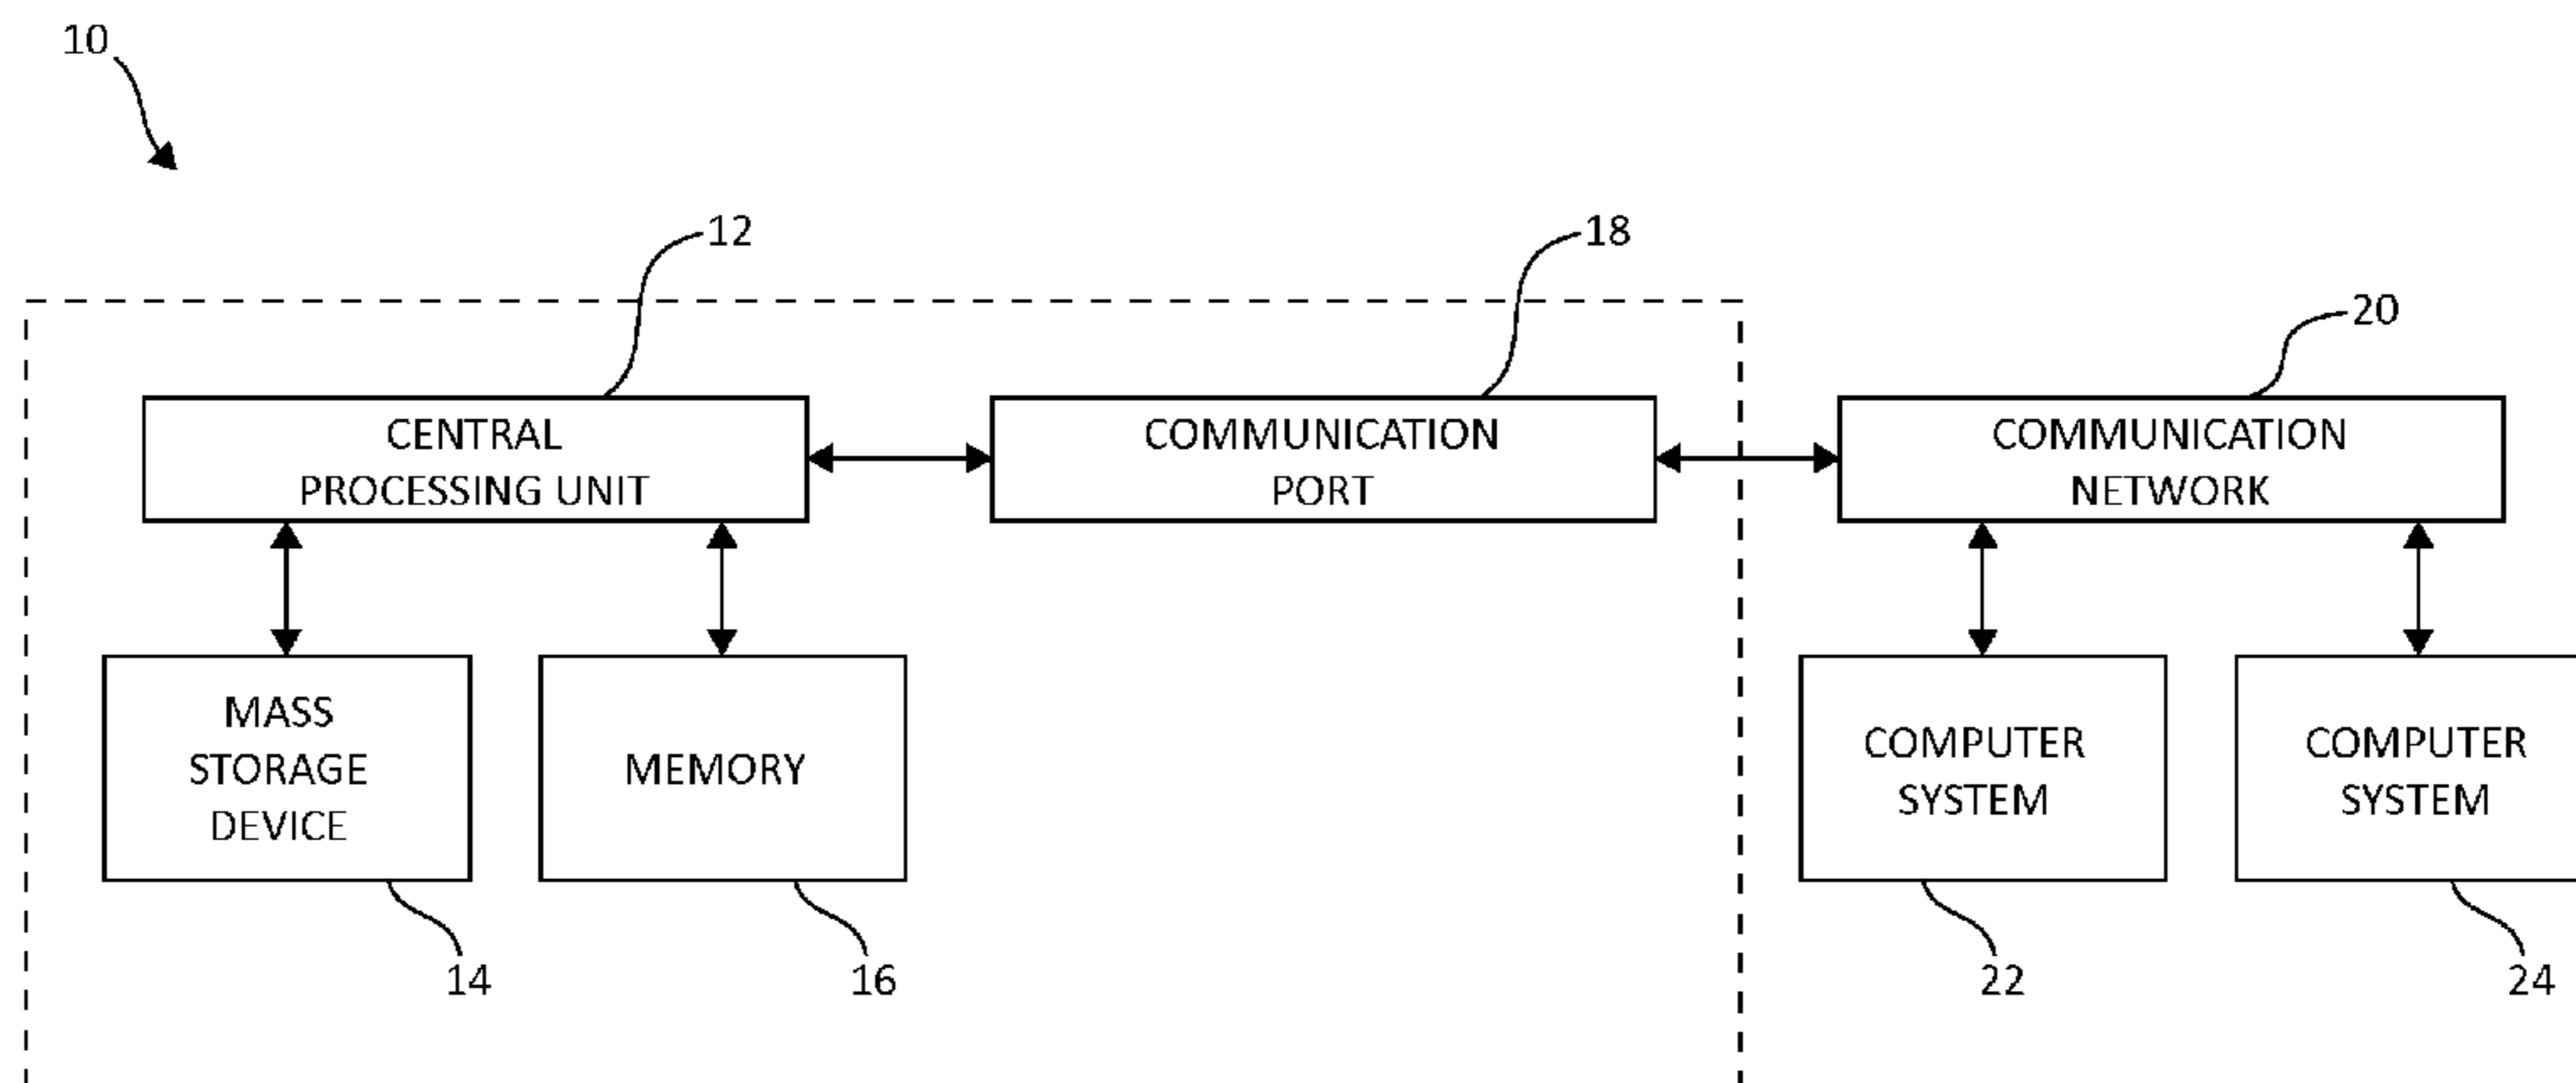 10
12
18
20
CENTRAL
PROCESSING UNIT
COMMUNICATION
PORT
COMMUNICATION
NETWORK
MASS
STORAGE
DEVICE
MEMORY
COMPUTER
SYSTEM
COMPUTER
SYSTEM
14
16
22
24